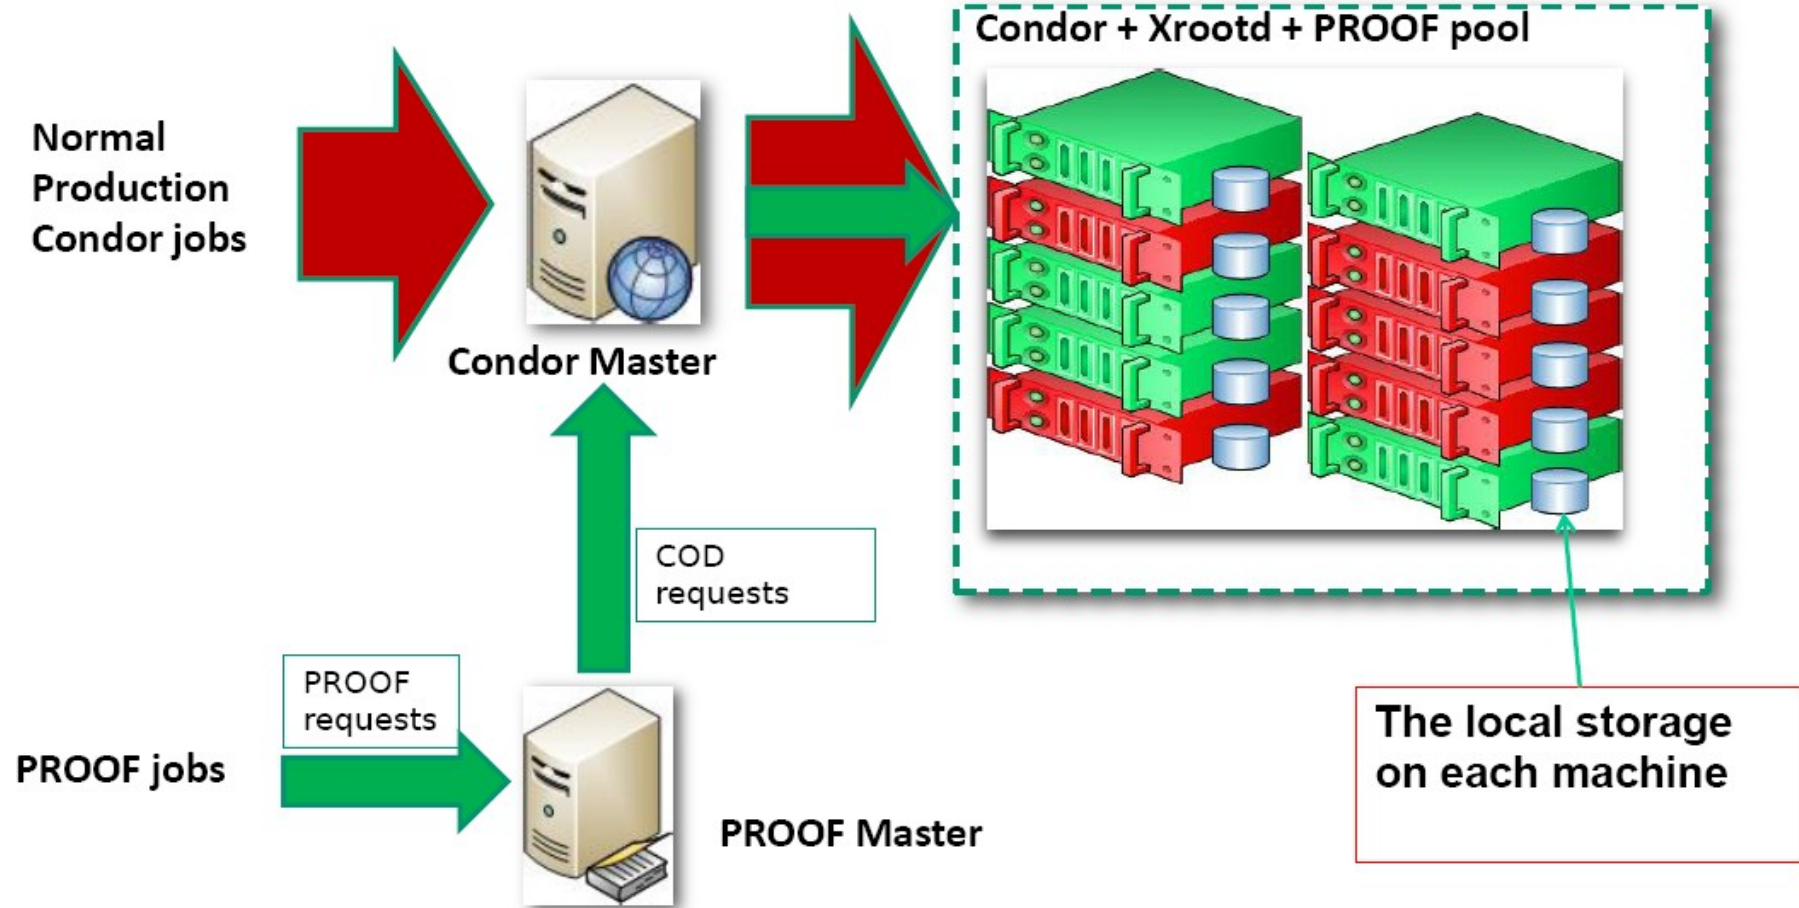 Condor + Xrootd + PROOF pool
Normal
Production
Condor jobs
Condor Master
COD
requests
PROOF
requests
PROOF jobs
PROOF Master
The local storage
on each machine